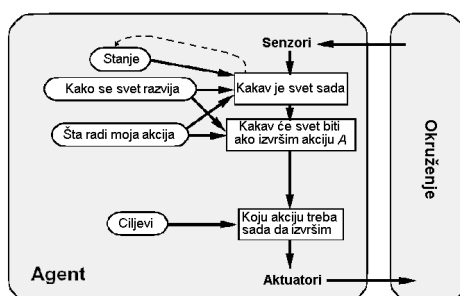 Senzori
Stanje
Kako se svet razvija
Kakav je svet sada
Šta radi moja akcija
Kakav će svet biti
ako izvršim akciju A
Ciljevi
Koju akciju treba
sada da izvršim
Agent
Aktuatori
Okruženje